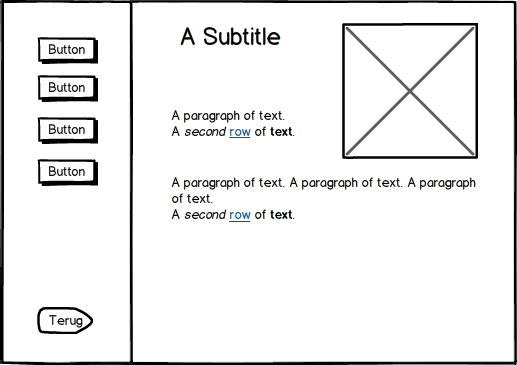 Button
Button
Button
Button
Terug
A Subtitle
A paragraph of text.
A second row of text.
A paragraph of text. A paragraph of text. A paragraph
of text.
A second row of text.